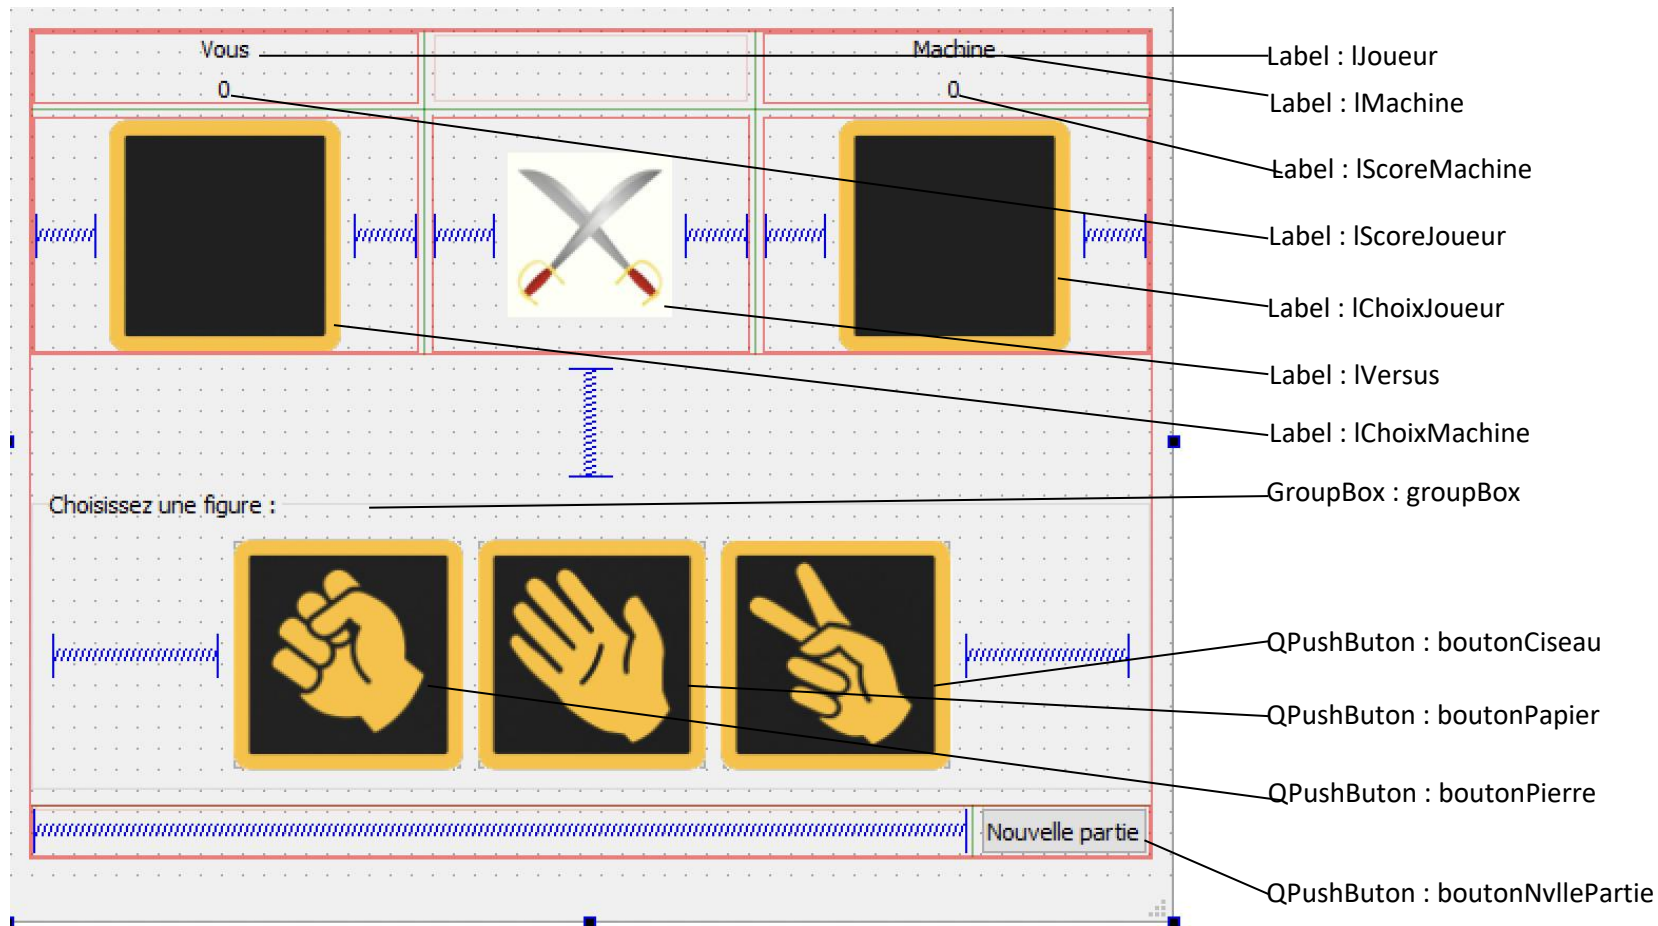 Vous
Machine
0
0
Label : lJoueur
Label : lMachine
Label : lScoreMachine
Label : lScoreJoueur
Label : lChoixJoueur
Label : lVersus
Label : lChoixMachine
GroupBox : groupBox
Choisissez une figure :
QPushButon : boutonCiseau
QPushButon : boutonPapier
QPushButon : boutonPierre
Nouvelle partie
QPushButon : boutonNvllePartie